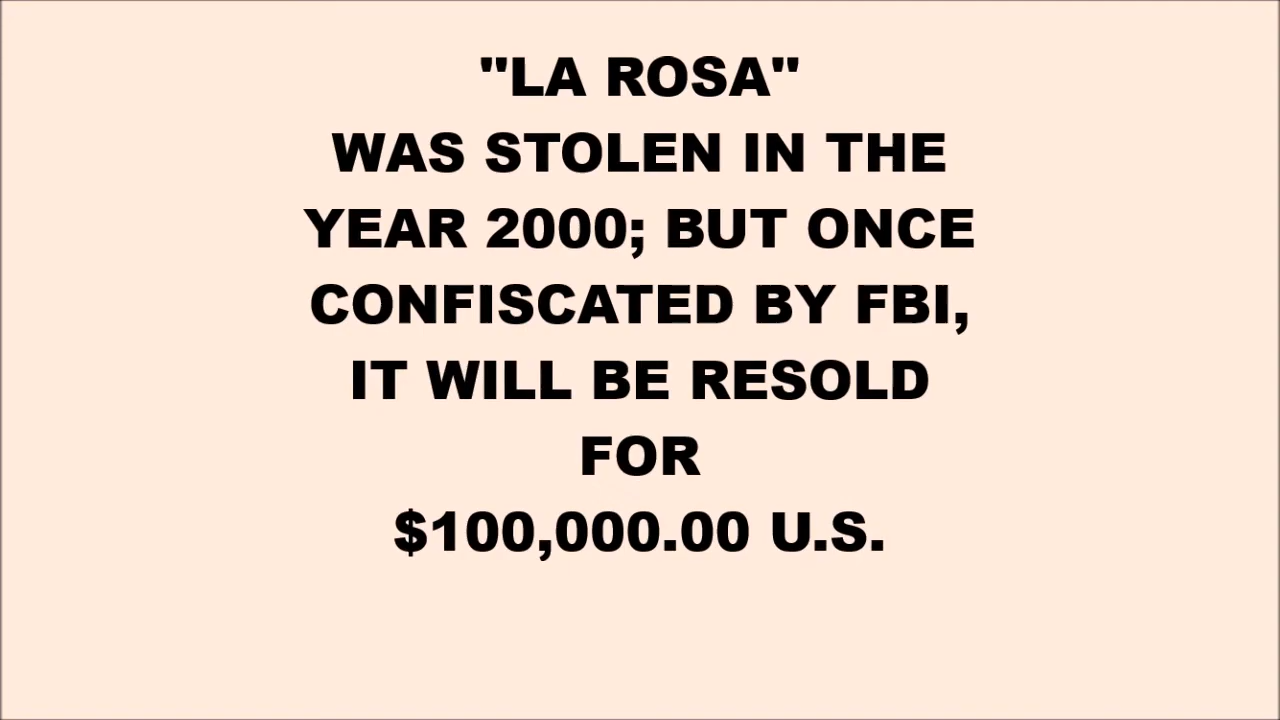 "LA ROSA"
WAS STOLEN IN THE
YEAR 2000; BUT ONCE
CONFISCATED BY FBI,
IT WILL BE RESOLD
FOR
$100,000.00 U.S.